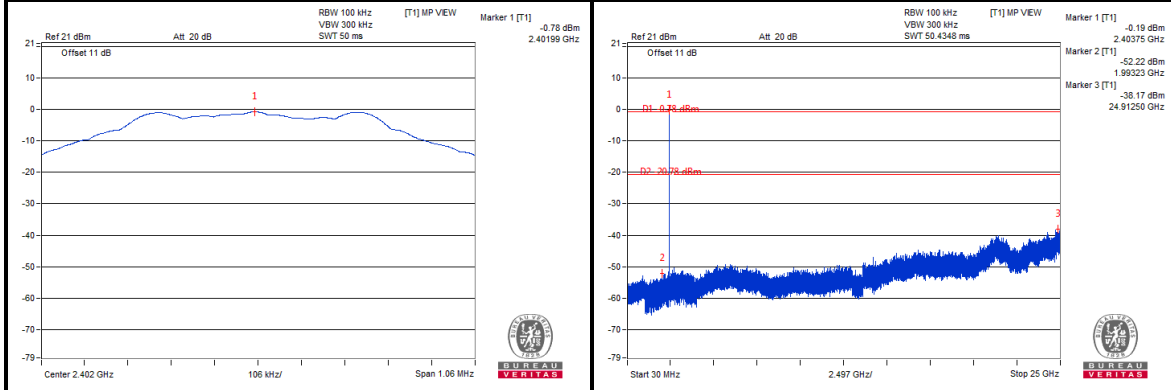 RBW 100 kHz [T1] MP VIEW
VBW 300 kHz
Ref 21 dBm Att 20 dB SWT 50 ms
Marker 1 [T1]
-0.78 dBm
2.40199 GHz
21
Offset 11 dB
10
0
-10
-20
-30
-40
-50
-60
-70
-79
1
Center 2.402 GHz 106 kHz/ Span 1.06 MHz
BUREAU VERITAS
1828
BUREAU
VERITAS
RBW 100 kHz [T1] MP VIEW
VBW 300 kHz
Ref 21 dBm Att 20 dB SWT 50.4348 ms
Marker 1 [T1]
-0.19 dBm
2.40375 GHz
Marker 2 [T1]
-52.22 dBm
1.99323 GHz
Marker 3 [T1]
-38.17 dBm
24.91250 GHz
21
Offset 11 dB
10
0
-10
-20
-30
-40
-50
-60
-70
-79
1
D1 -0.78 dBm
D2 -20.78 dBm
2
3
Start 30 MHz 2.497 GHz/ Stop 25 GHz
BUREAU VERITAS
1828
BUREAU
VERITAS